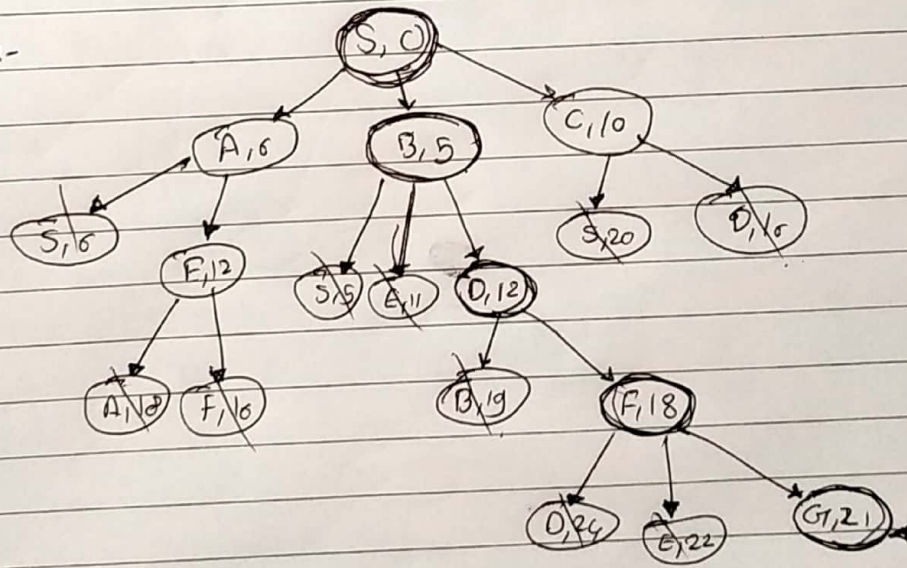 S, 0
A, 6
B, 5
C, 10
S, 6
E, 12
S, 5
E, 11
D, 12
S, 20
D, 16
A, 18
F, 16
B, 19
F, 18
D, 24
E, 22
G, 21